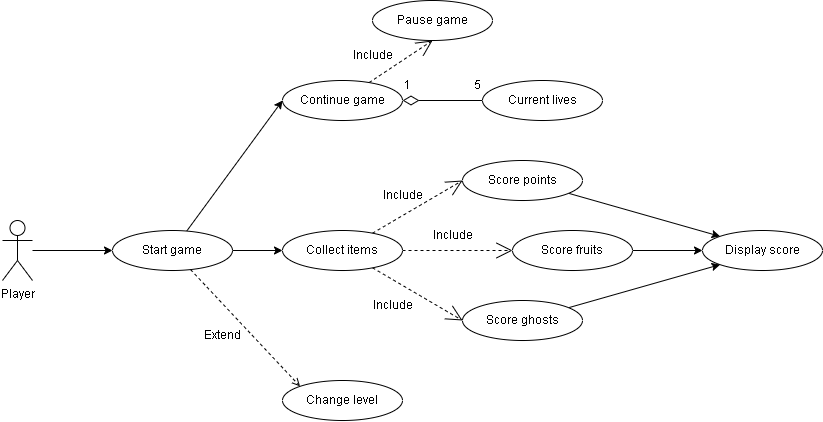 Pause game
Include
Continue game
1
5
Current lives
Score points
Include
Player
Start game
Collect items
Include
Score fruits
Display score
Include
Score ghosts
Extend
Change level